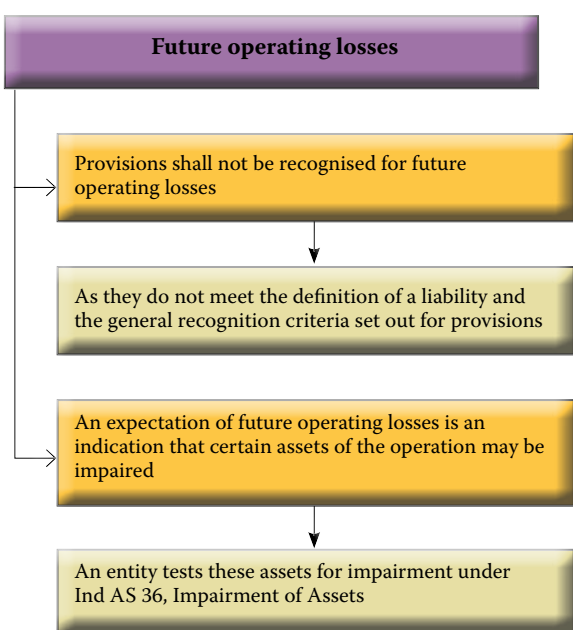 Future operating losses
Provisions shall not be recognised for future
operating losses
As they do not meet the definition of a liability and
the general recognition criteria set out for provisions
An expectation of future operating losses is an
indication that certain assets of the operation may be
impaired
An entity tests these assets for impairment under
Ind AS 36, Impairment of Assets